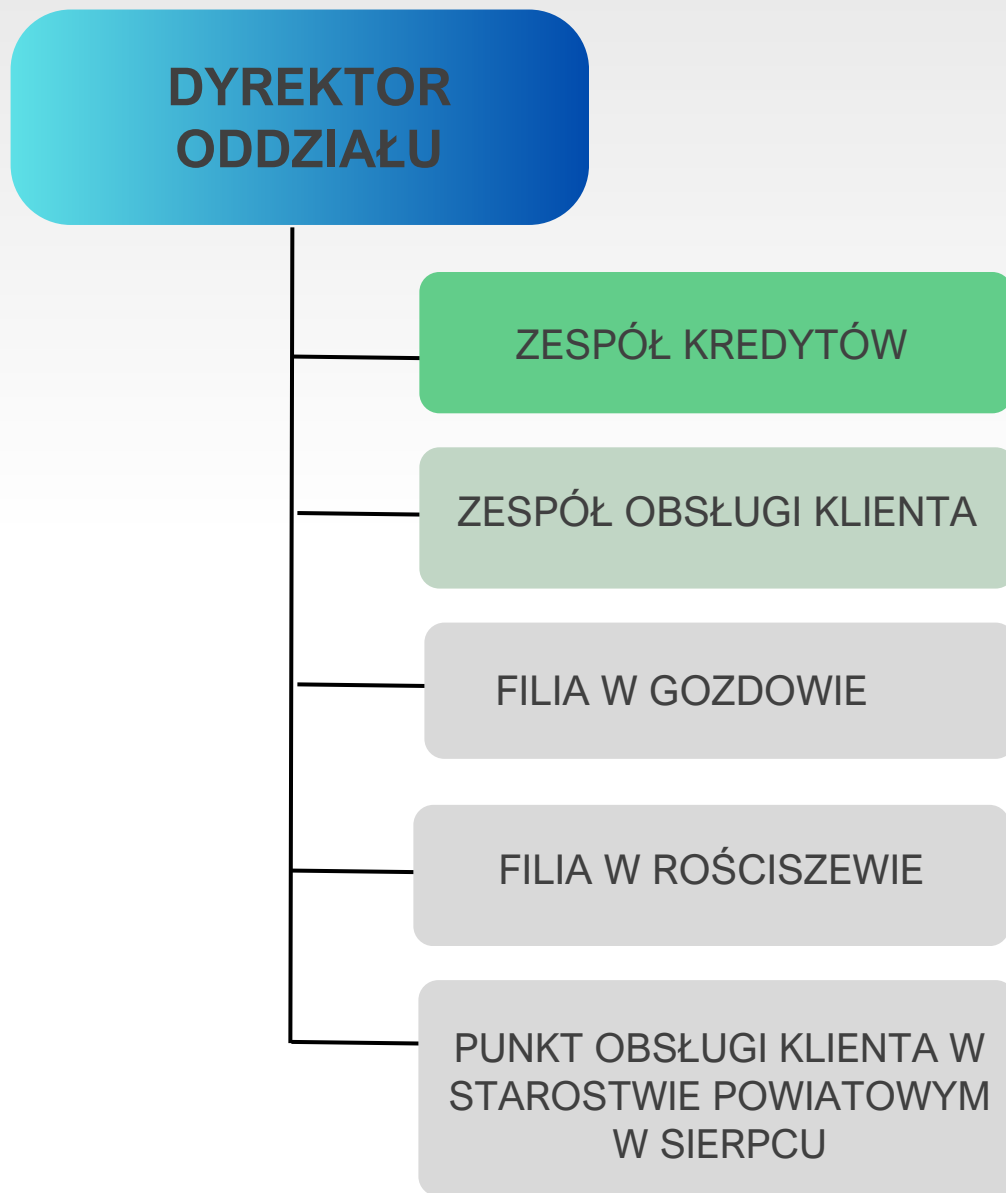 DYREKTOR
ODDZIAŁU
ZESPÓŁ KREDYTÓW
ZESPÓŁ OBSŁUGI KLIENTA
FILIA W GOZDOWIE
FILIA W ROŚCISZEWIE
PUNKT OBSŁUGI KLIENTA W
STAROSTWIE POWIATOWYM
W SIERPCU